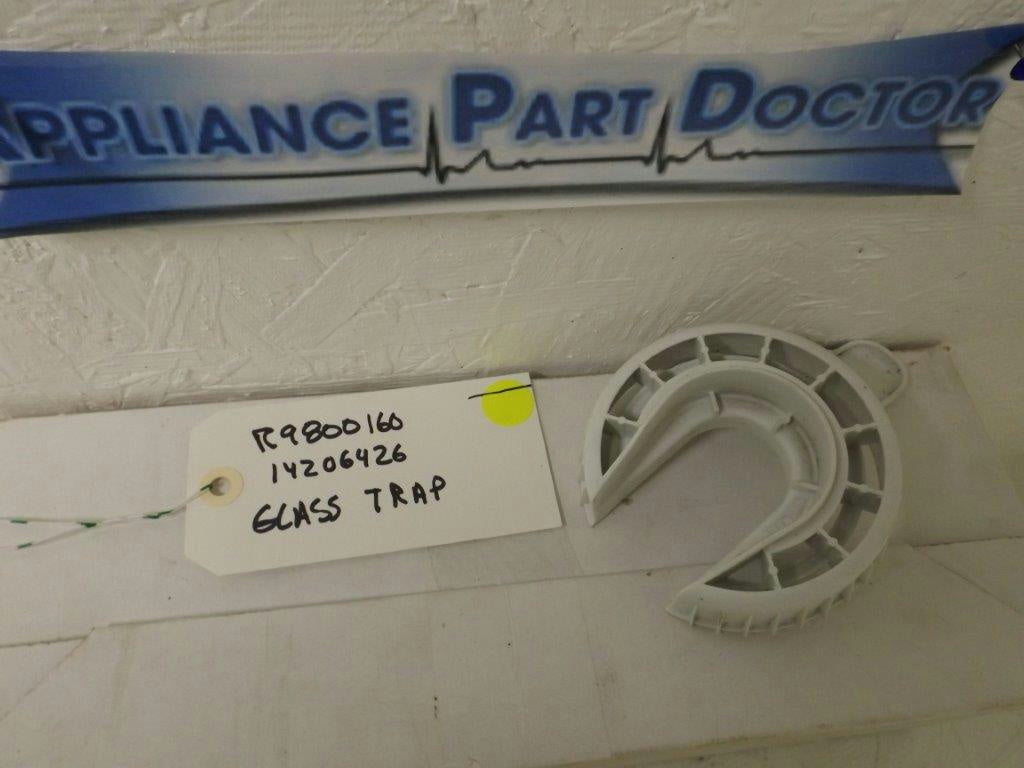 APPLIANCE PART DOCTOR
R9800160
14206426
GLASS TRAP